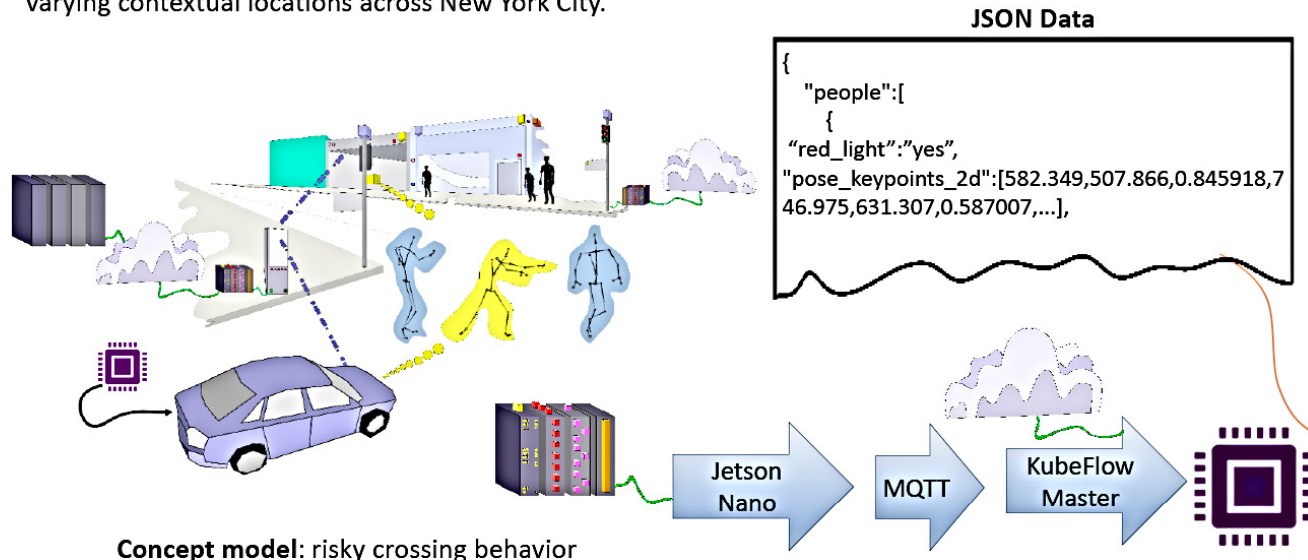 varying contextual locations across New York City.
JSON Data
{
"people":[
{
“red_light”:”yes”,
"pose_keypoints_2d":[582.349,507.866,0.845918,7
46.975,631.307,0.587007,...],
Jetson
Nano
MQTT
KubeFlow
Master
Concept model: risky crossing behavior